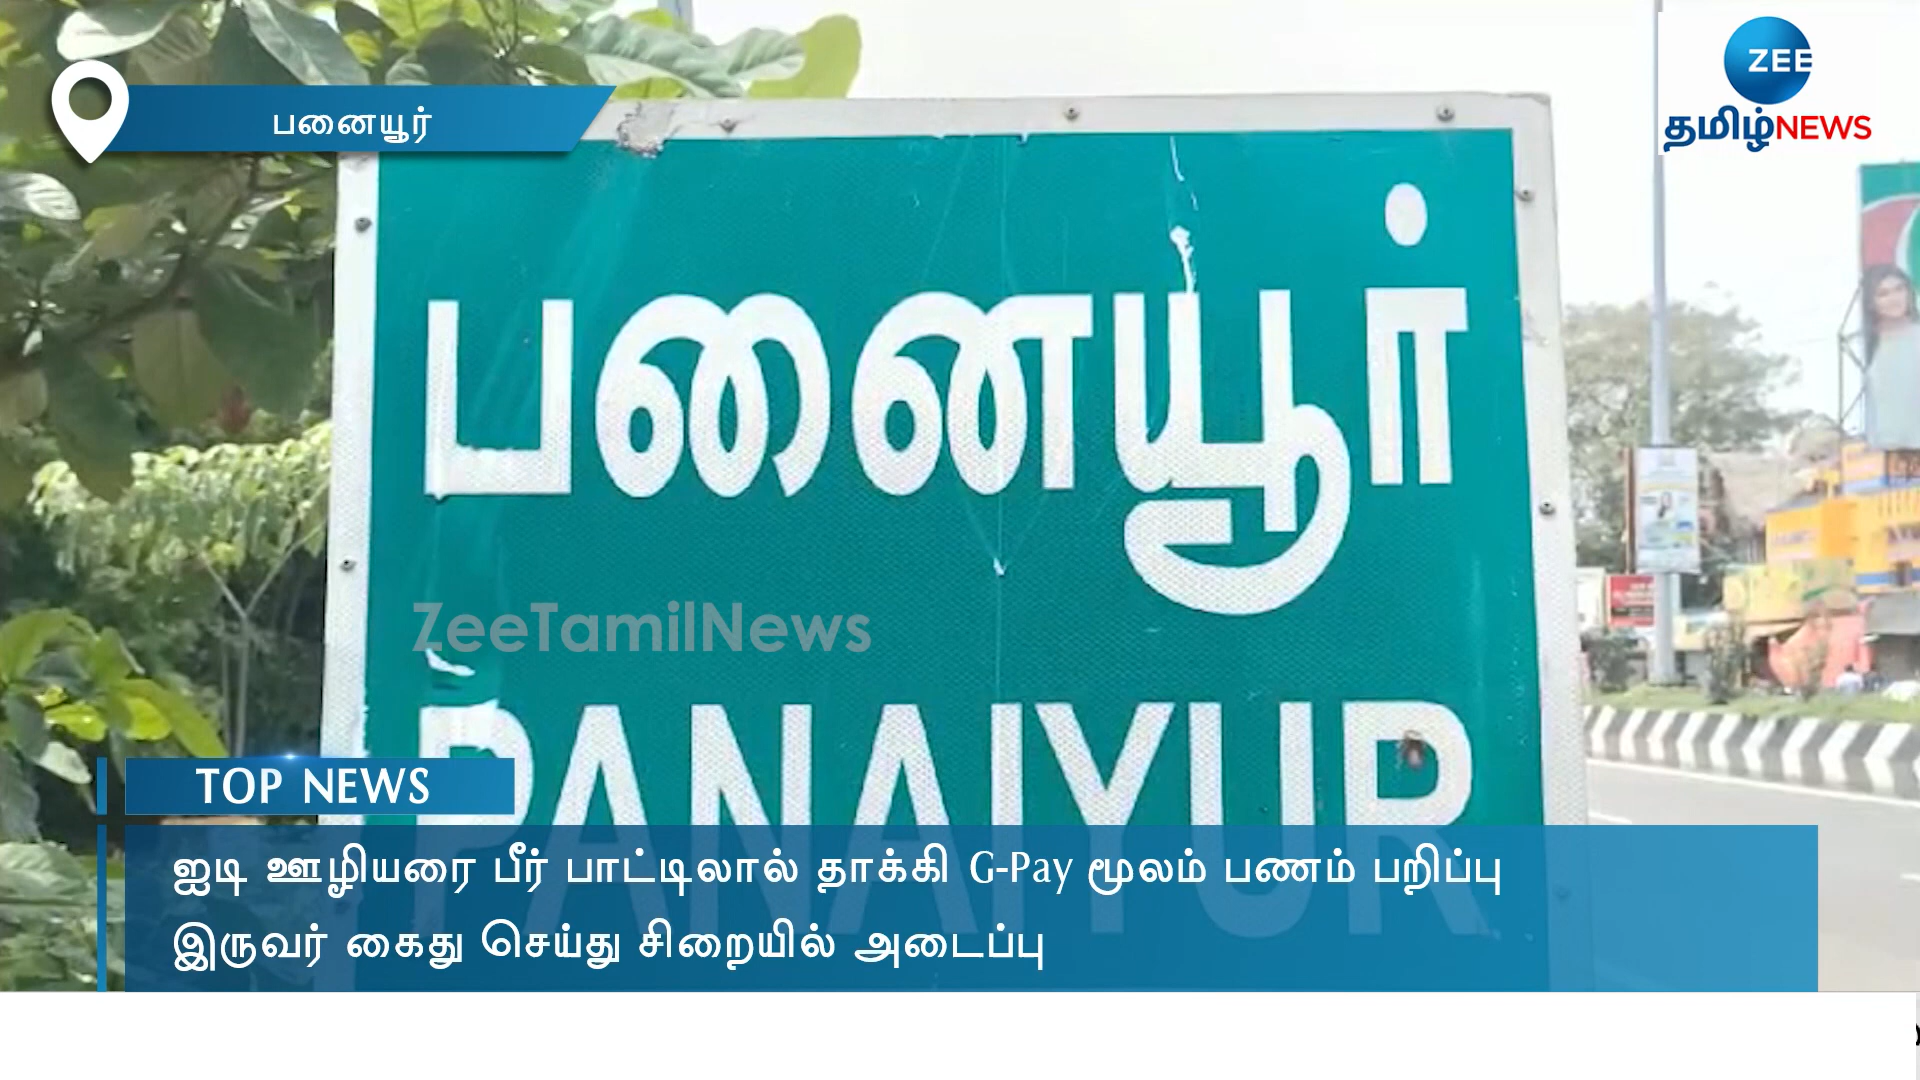 பனையூர்
ZEE
தமிழ்NEWS
பனையூர்
ZeeTamilNews
PANAIYUR
TOP NEWS
ஐடி ஊழியரை பீர் பாட்டிலால் தாக்கி G-Pay மூலம் பணம் பறிப்பு
இருவர் கைது செய்து சிறையில் அடைப்பு